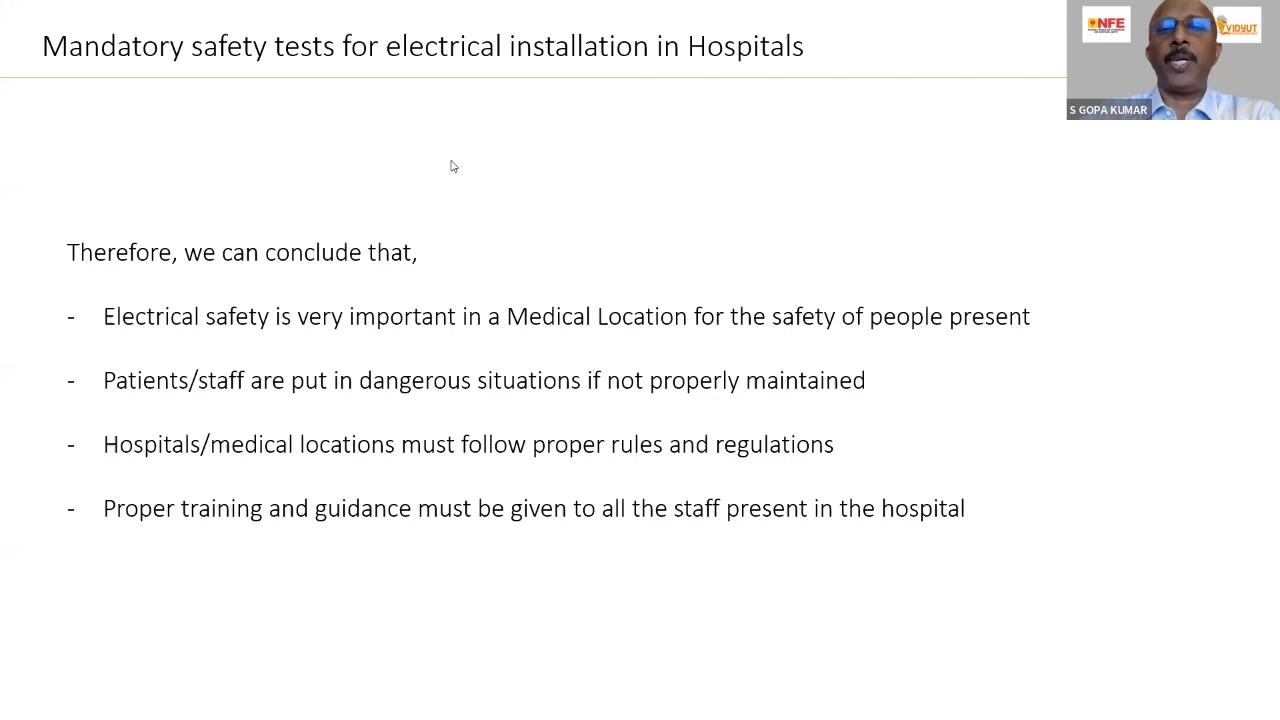 Mandatory safety tests for electrical installation in Hospitals
NFE
VIDYUT
S GOPA KUMAR
Therefore, we can conclude that,
- Electrical safety is very important in a Medical Location for the safety of people present
- Patients/staff are put in dangerous situations if not properly maintained
- Hospitals/medical locations must follow proper rules and regulations
- Proper training and guidance must be given to all the staff present in the hospital